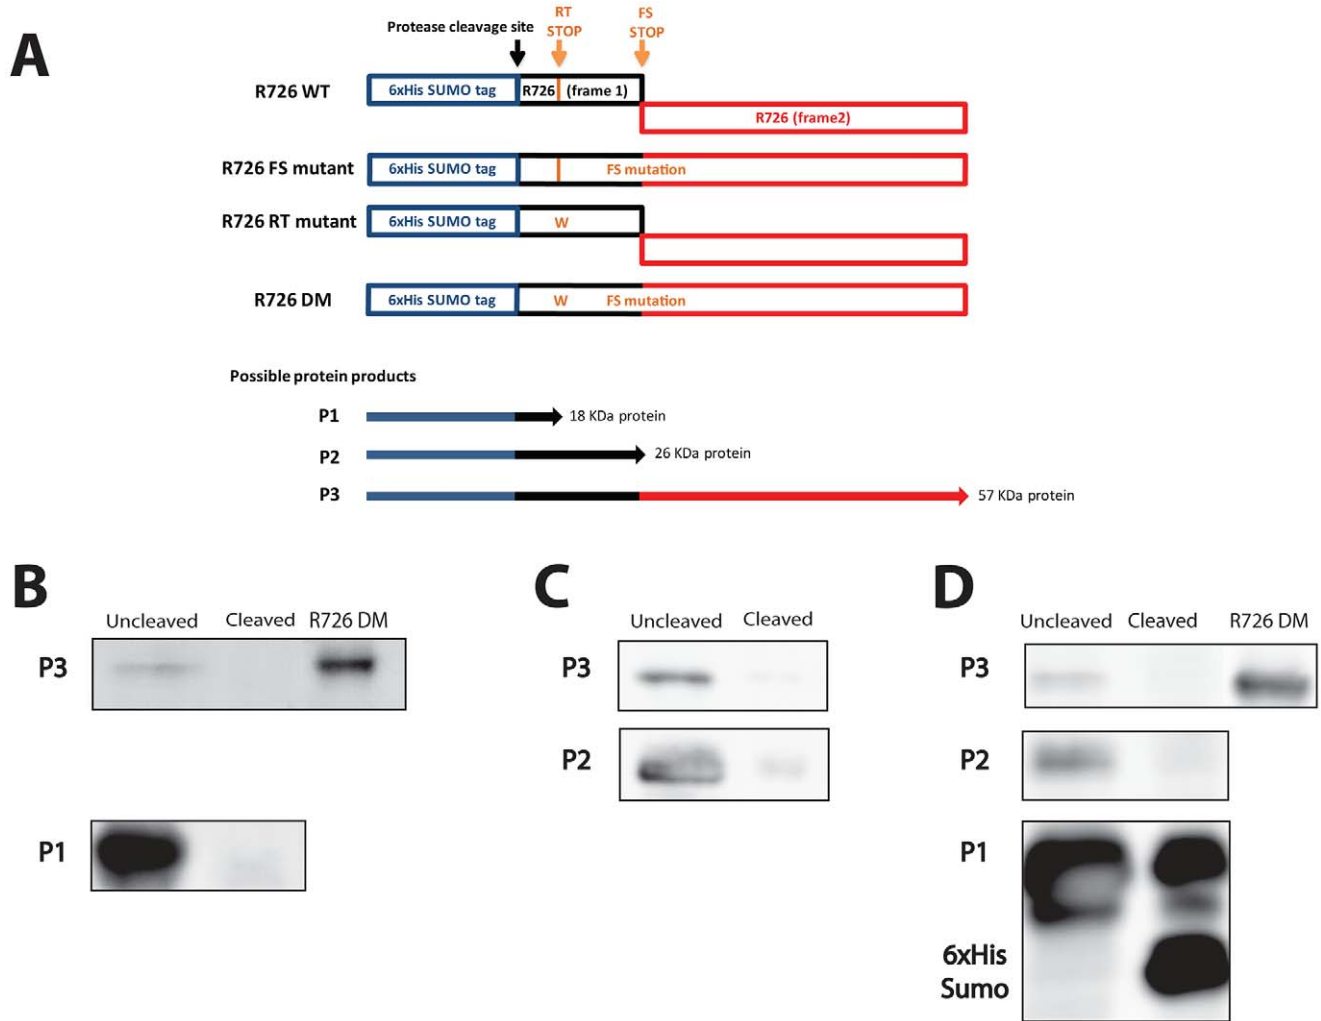 A
Protease cleavage site
RT
STOP
FS
STOP
R726 WT
6xHis SUMO tag
R726
(frame 1)
R726 (frame2)
R726 FS mutant
6xHis SUMO tag
FS mutation
R726 RT mutant
6xHis SUMO tag
W
R726 DM
6xHis SUMO tag
W
FS mutation
Possible protein products
P1
18 KDa protein
P2
26 KDa protein
P3
57 KDa protein
B
Uncleaved
Cleaved
R726 DM
P3
P1
C
Uncleaved
Cleaved
P3
P2
D
Uncleaved
Cleaved
R726 DM
P3
P2
P1
6xHis
Sumo